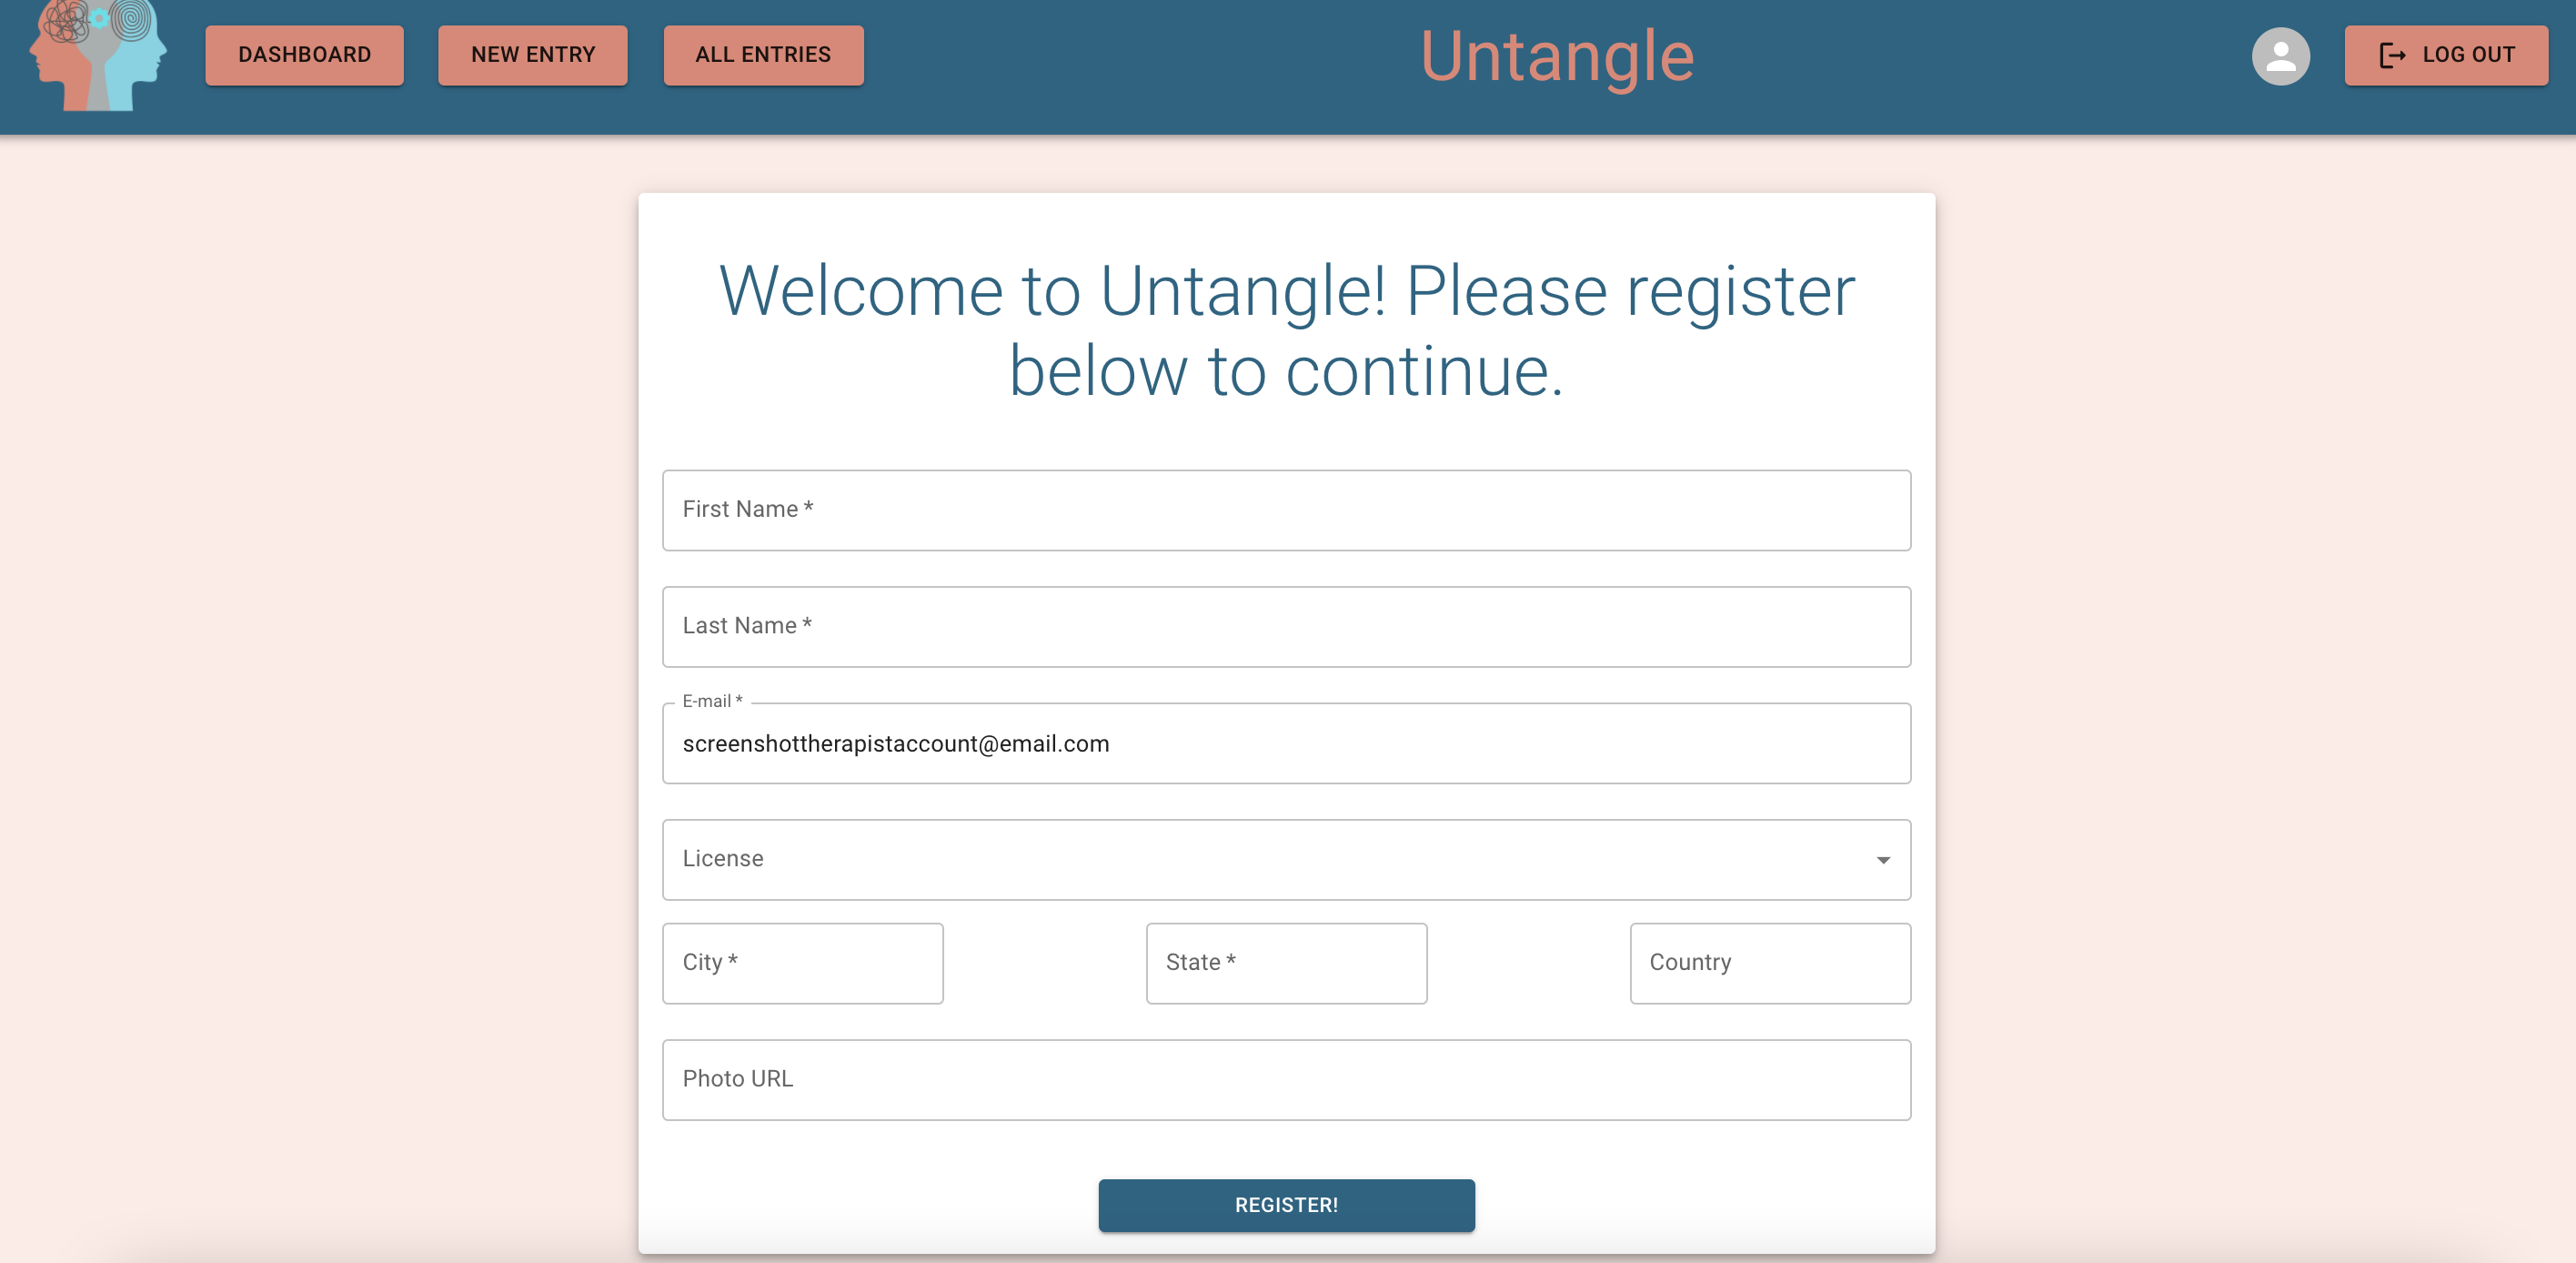 DASHBOARD
NEW ENTRY
ALL ENTRIES
Untangle
LOG OUT
Welcome to Untangle! Please register
below to continue.
First Name *
Last Name *
E-mail *
screenshottherapistaccount@email.com
License
City *
State *
Country
Photo URL
REGISTER!